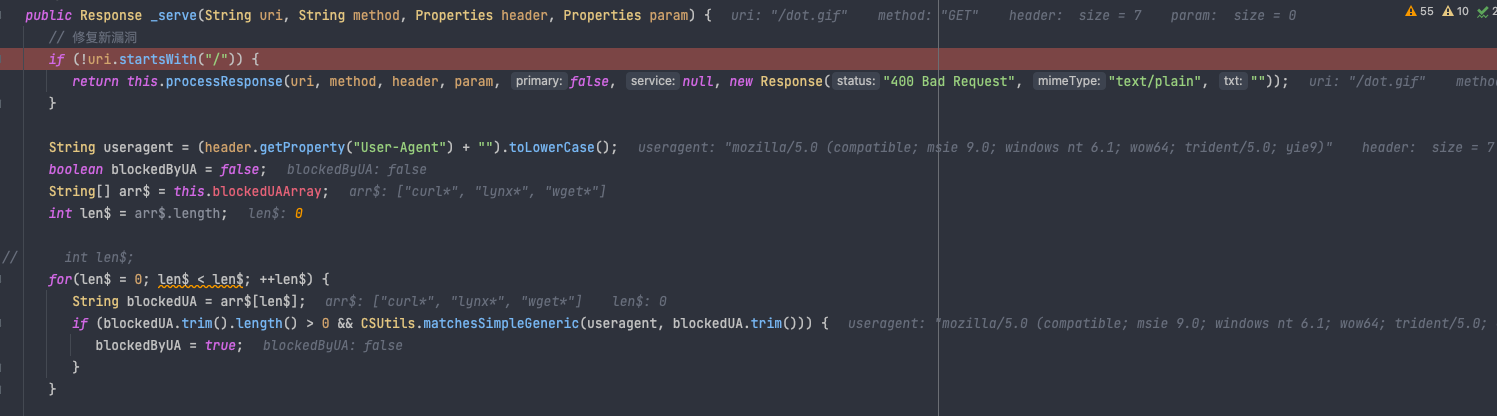 public Response _serve(String uri, String method, Properties header, Properties param) { uri: "/dot.gif" method: "GET" header: size = 7 param: size = 0 55 10 2
// 修复新漏洞
if (!uri.startsWith("/")) {
return this.processResponse(uri, method, header, param, primary: false, service: null, new Response( status: "400 Bad Request", mimeType: "text/plain", txt: "")); uri: "/dot.gif"
}
String useragent = (header.getProperty("User-Agent") + "").toLowerCase(); useragent: "mozilla/5.0 (compatible; msie 9.0; windows nt 6.1; wow64; trident/5.0; yie9)" header: size = 7
boolean blockedByUA = false; blockedByUA: false
String[] arr$ = this.blockedUAArray; arr$: ["curl*", "lynx*", "wget*"]
int len$ = arr$.length; len$: 0
// int len$;
for(len$ = 0; len$ < len$; ++len$) {
String blockedUA = arr$[len$]; arr$: ["curl*", "lynx*", "wget*"] len$: 0
if (blockedUA.trim().length() > 0 && CSUtils.matchesSimpleGeneric(useragent, blockedUA.trim())) { useragent: "mozilla/5.0 (compatible; msie 9.0; windows nt 6.1; wow64; trident/5.0;
blockedByUA = true; blockedByUA: false
}
}